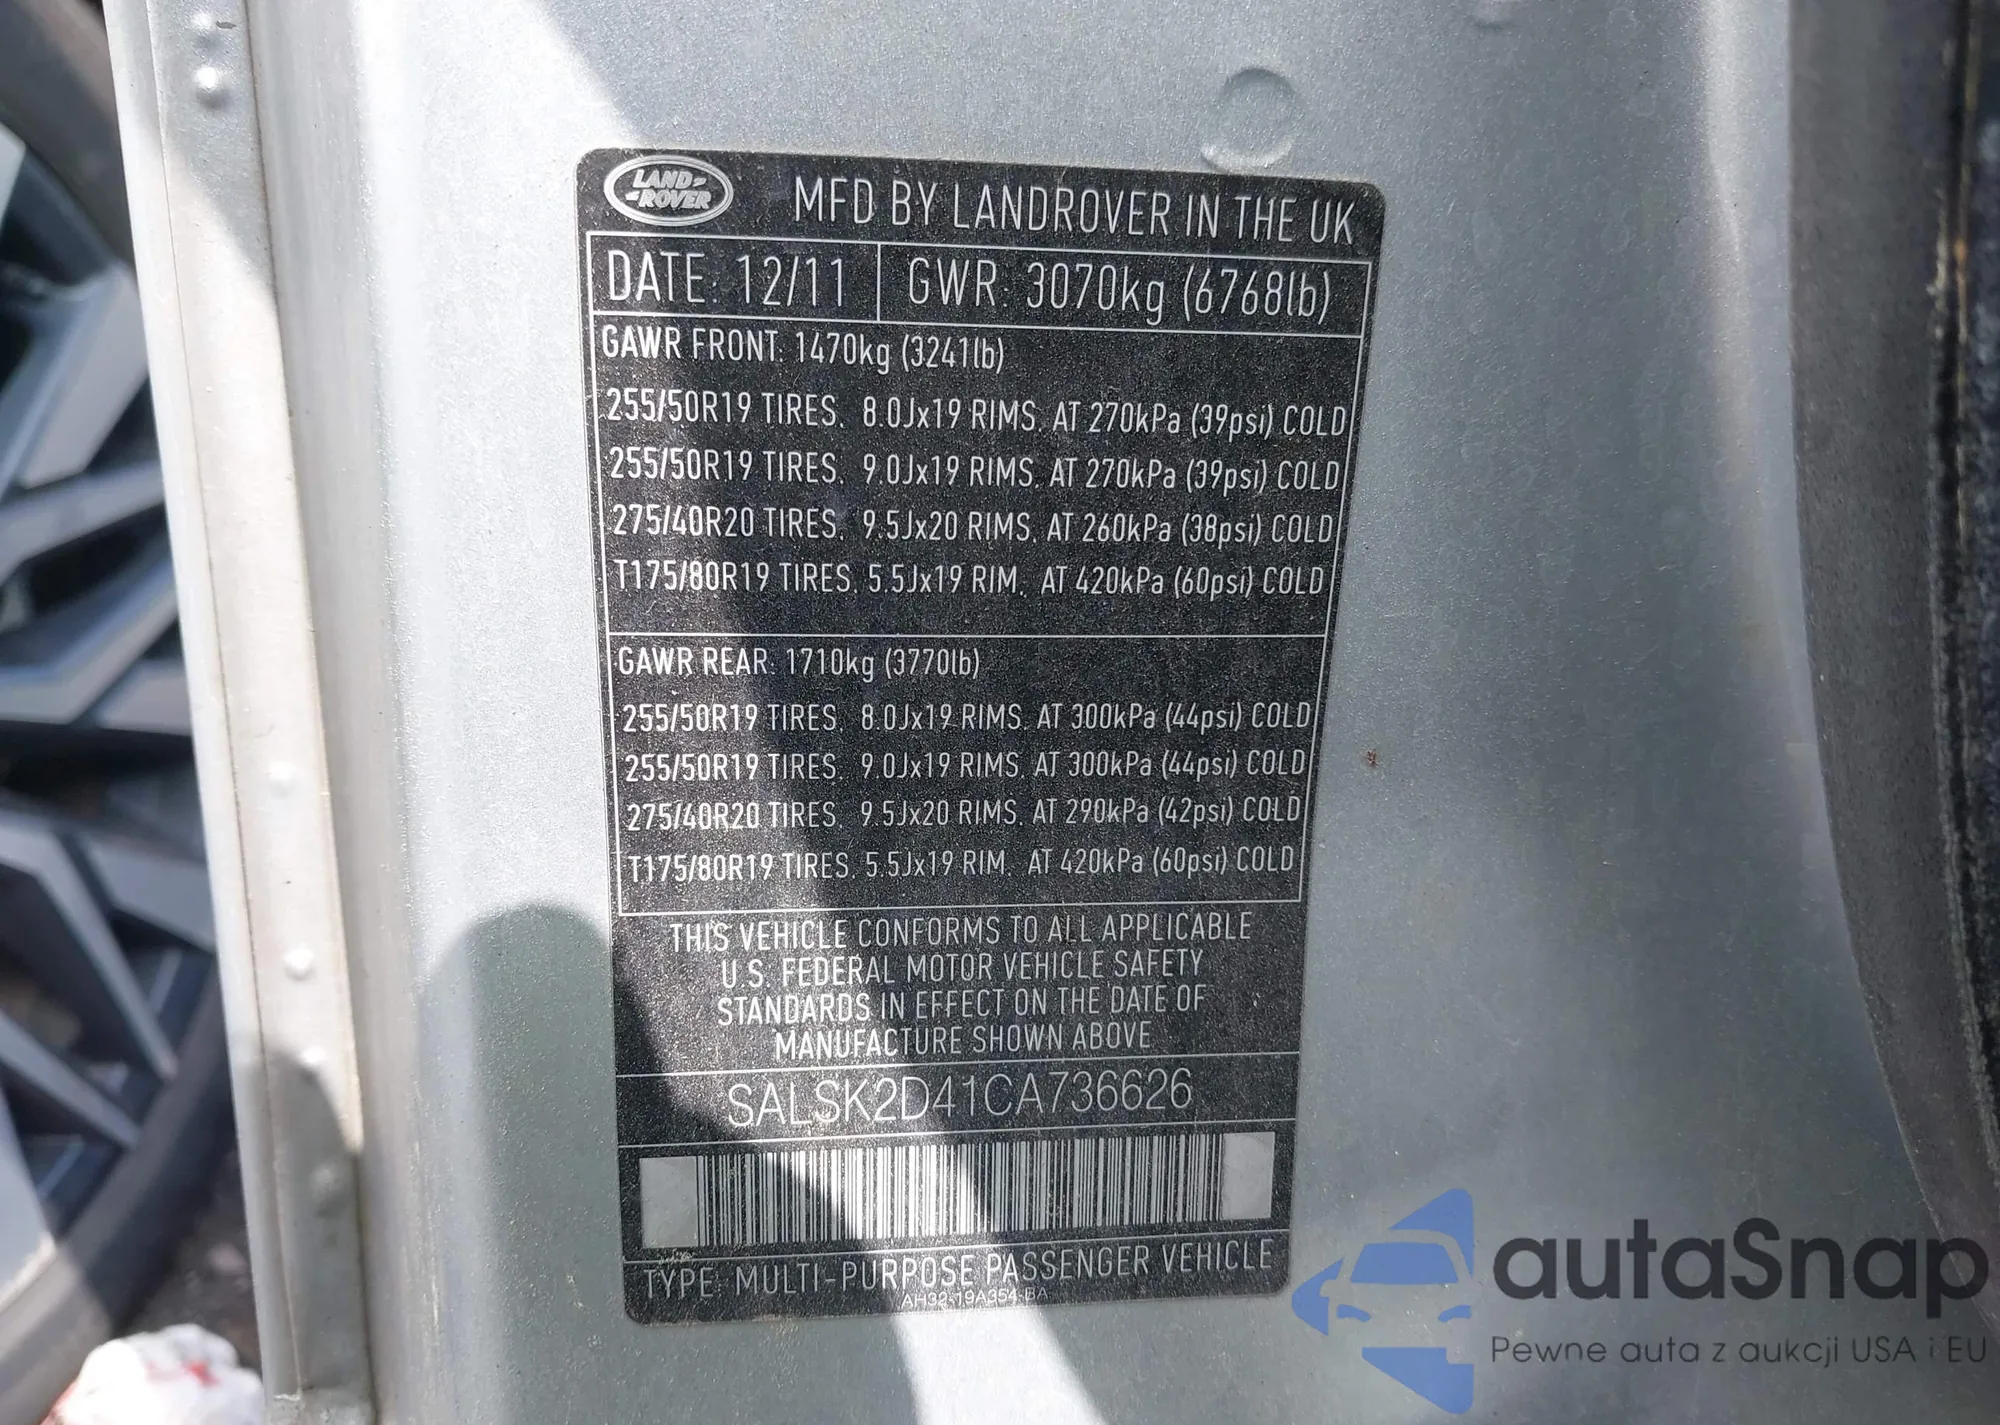 LAND-
-ROVER
MFD BY LANDROVER IN THE UK
DATE: 12/11
GWR: 3070kg (6768lb)
GAWR FRONT: 1470kg (3241lb)
255/50R19 TIRES. 8.0Jx19 RIMS. AT 270kPa (39psi) COLD
255/50R19 TIRES. 9.0Jx19 RIMS. AT 270kPa (39psi) COLD
275/40R20 TIRES. 9.5Jx20 RIMS. AT 260kPa (38psi) COLD
T175/80R19 TIRES. 5.5Jx19 RIM. AT 420kPa (60psi) COLD
GAWR REAR: 1710kg (3770lb)
255/50R19 TIRES. 8.0Jx19 RIMS. AT 300kPa (44psi) COLD
255/50R19 TIRES. 9.0Jx19 RIMS. AT 300kPa (44psi) COLD
275/40R20 TIRES. 9.5Jx20 RIMS. AT 290kPa (42psi) COLD
T175/80R19 TIRES. 5.5Jx19 RIM. AT 420kPa (60psi) COLD
THIS VEHICLE CONFORMS TO ALL APPLICABLE
U.S. FEDERAL MOTOR VEHICLE SAFETY
STANDARDS IN EFFECT ON THE DATE OF
MANUFACTURE SHOWN ABOVE
SALSK2D41CA736626
TYPE: MULTI-PURPOSE PASSENGER VEHICLE
AH32-19A354-BA
autaSnap
Pewne auta z aukcji USA i EU